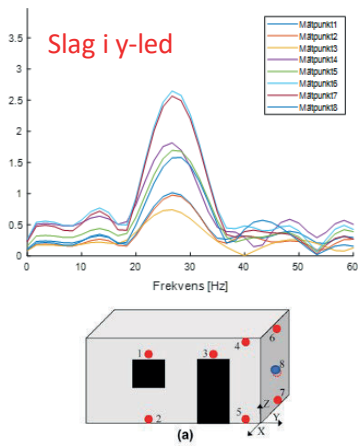 Slag i y-led
Mätpunkt1
Mätpunkt2
Mätpunkt3
Mätpunkt4
Mätpunkt5
Mätpunkt6
Mätpunkt7
Mätpunkt8
3.5
3
2.5
2
1.5
1
0.5
0
0 10 20 30 40 50 60
Frekvens [Hz]
6
4
1 3
8
7
Z
2 5 Y
X
(a)